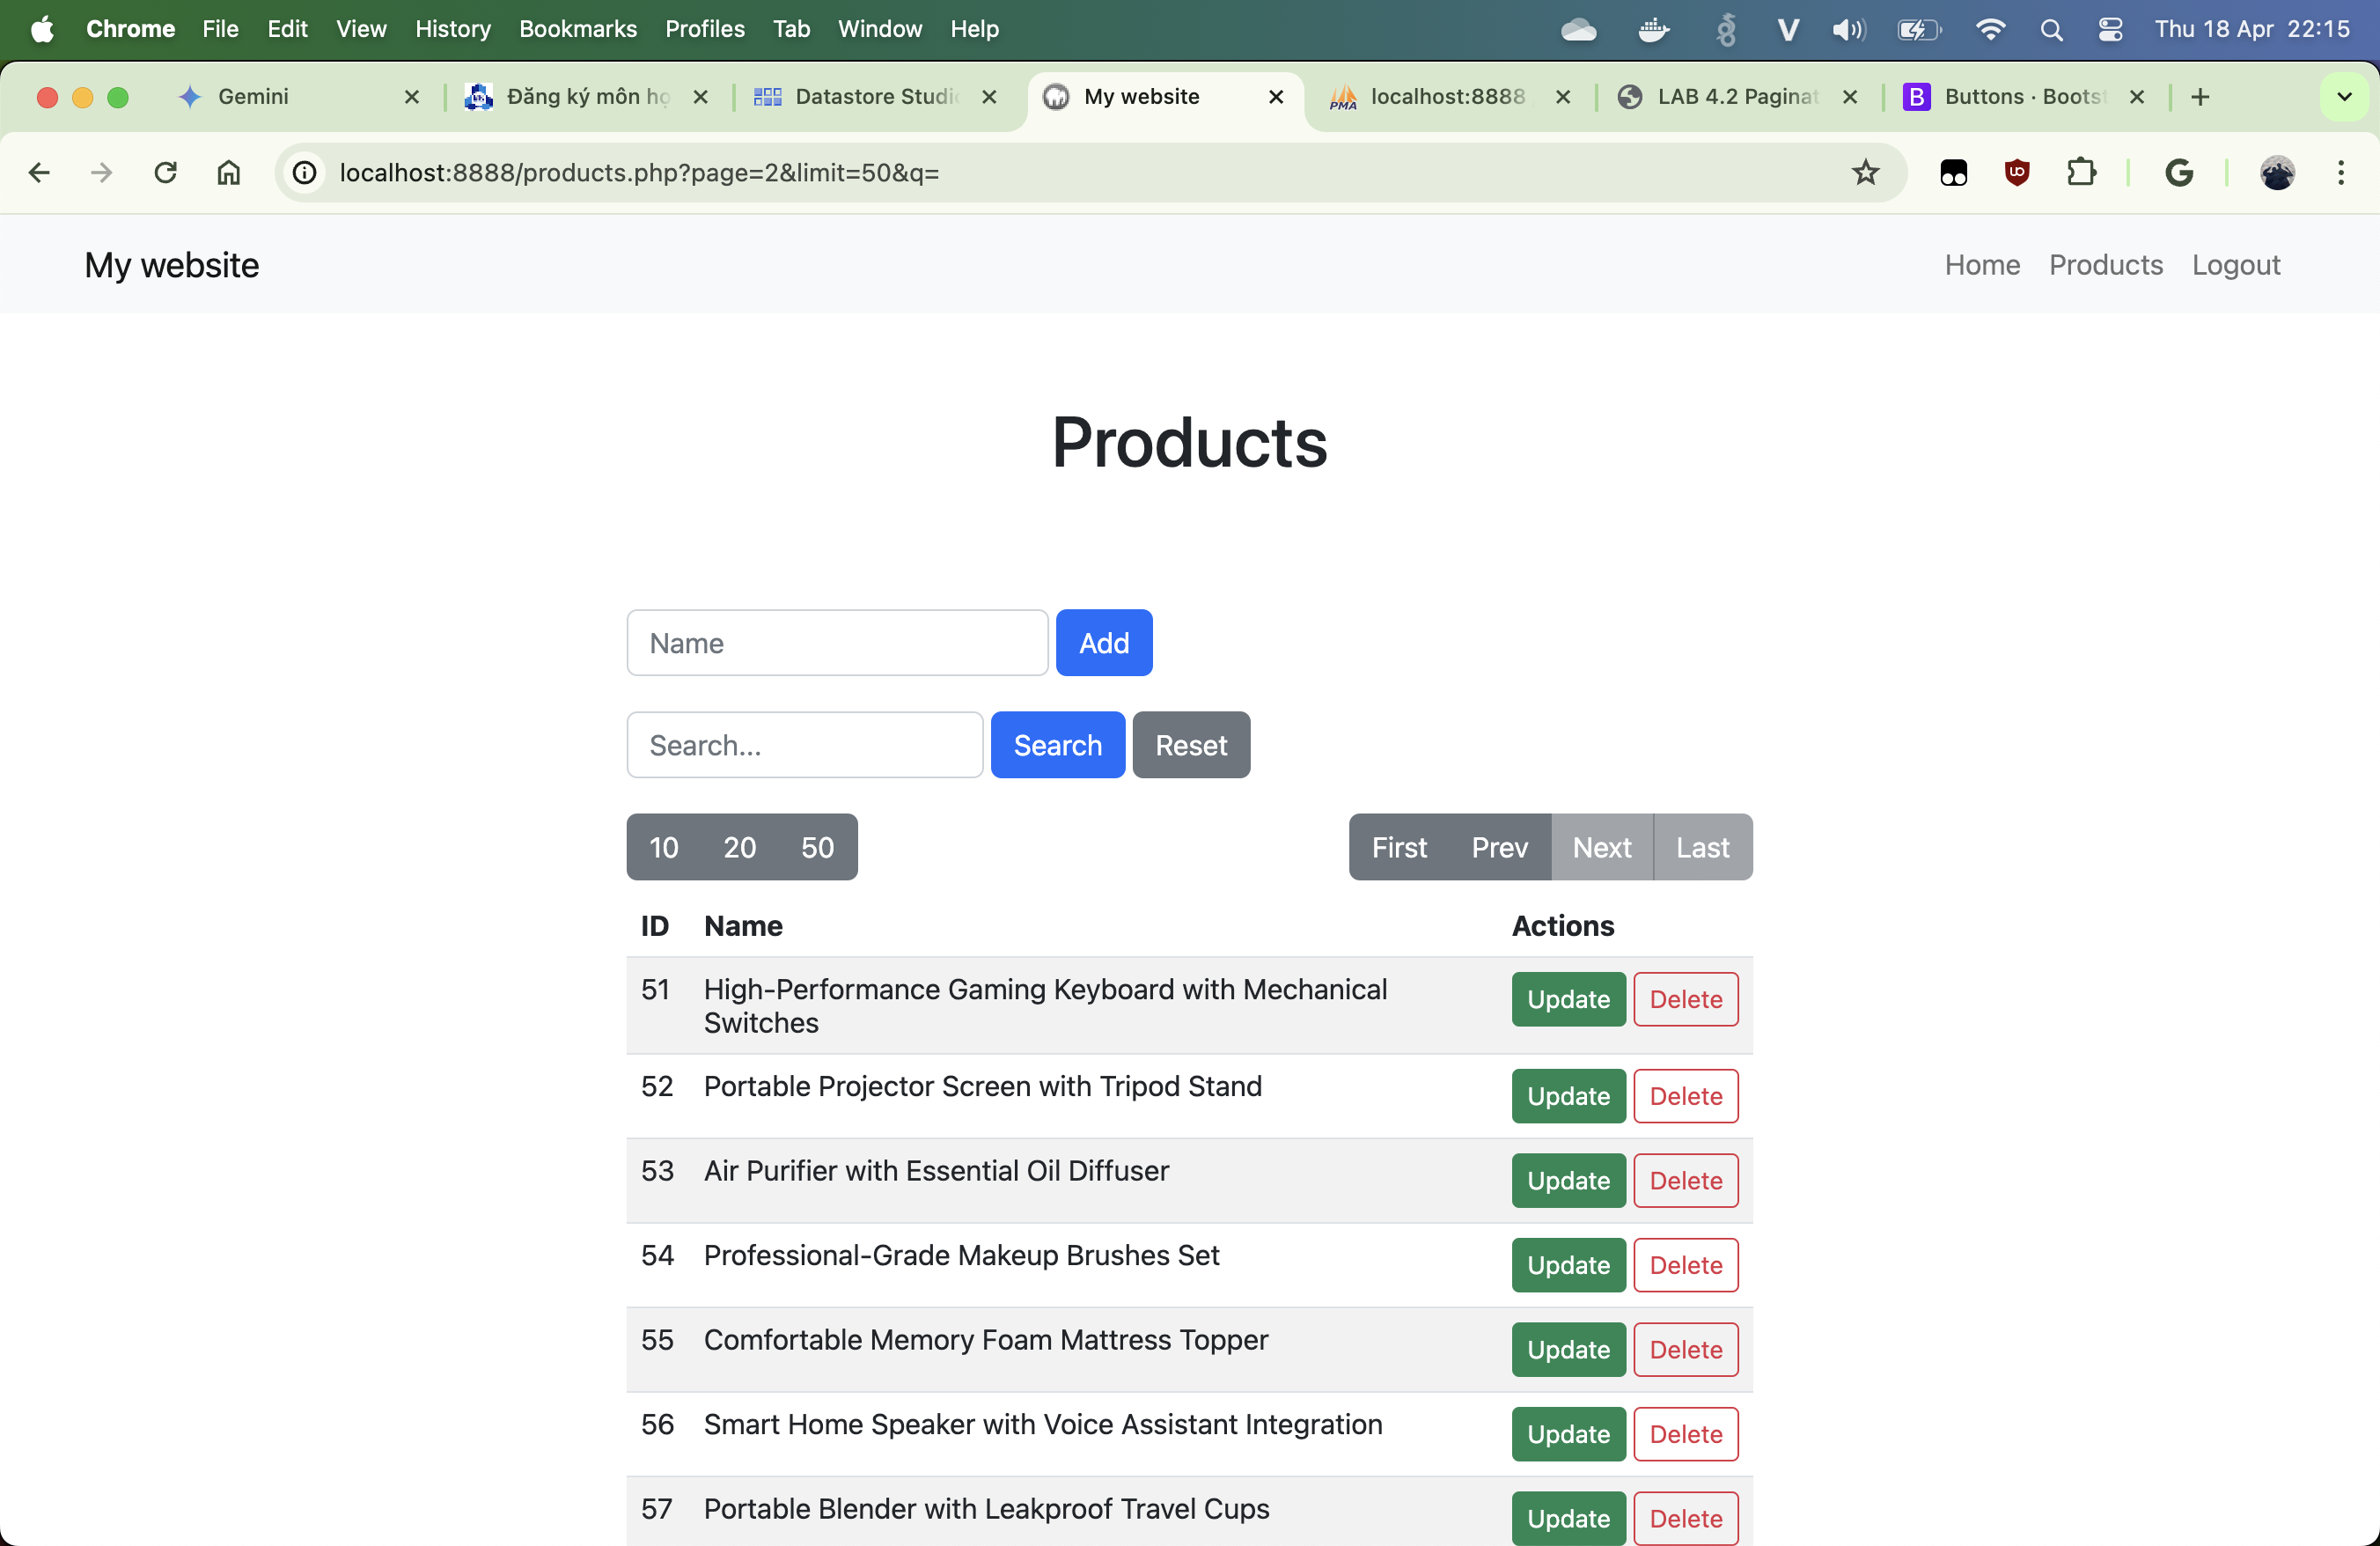 Chrome File Edit View History Bookmarks Profiles Tab Window Help Thu 18 Apr 22:15
Gemini Đăng ký môn họ Datastore Studi My website localhost:8888 LAB 4.2 Paginat B Buttons · Boots
PMA
localhost:8888/products.php?page=2&limit=50&q=
My website Home Products Logout
Products
Name Add
Search... Search Reset
10 20 50 First Prev Next Last
ID Name Actions
51 High-Performance Gaming Keyboard with Mechanical Update Delete
Switches
52 Portable Projector Screen with Tripod Stand Update Delete
53 Air Purifier with Essential Oil Diffuser Update Delete
54 Professional-Grade Makeup Brushes Set Update Delete
55 Comfortable Memory Foam Mattress Topper Update Delete
56 Smart Home Speaker with Voice Assistant Integration Update Delete
57 Portable Blender with Leakproof Travel Cups Update Delete